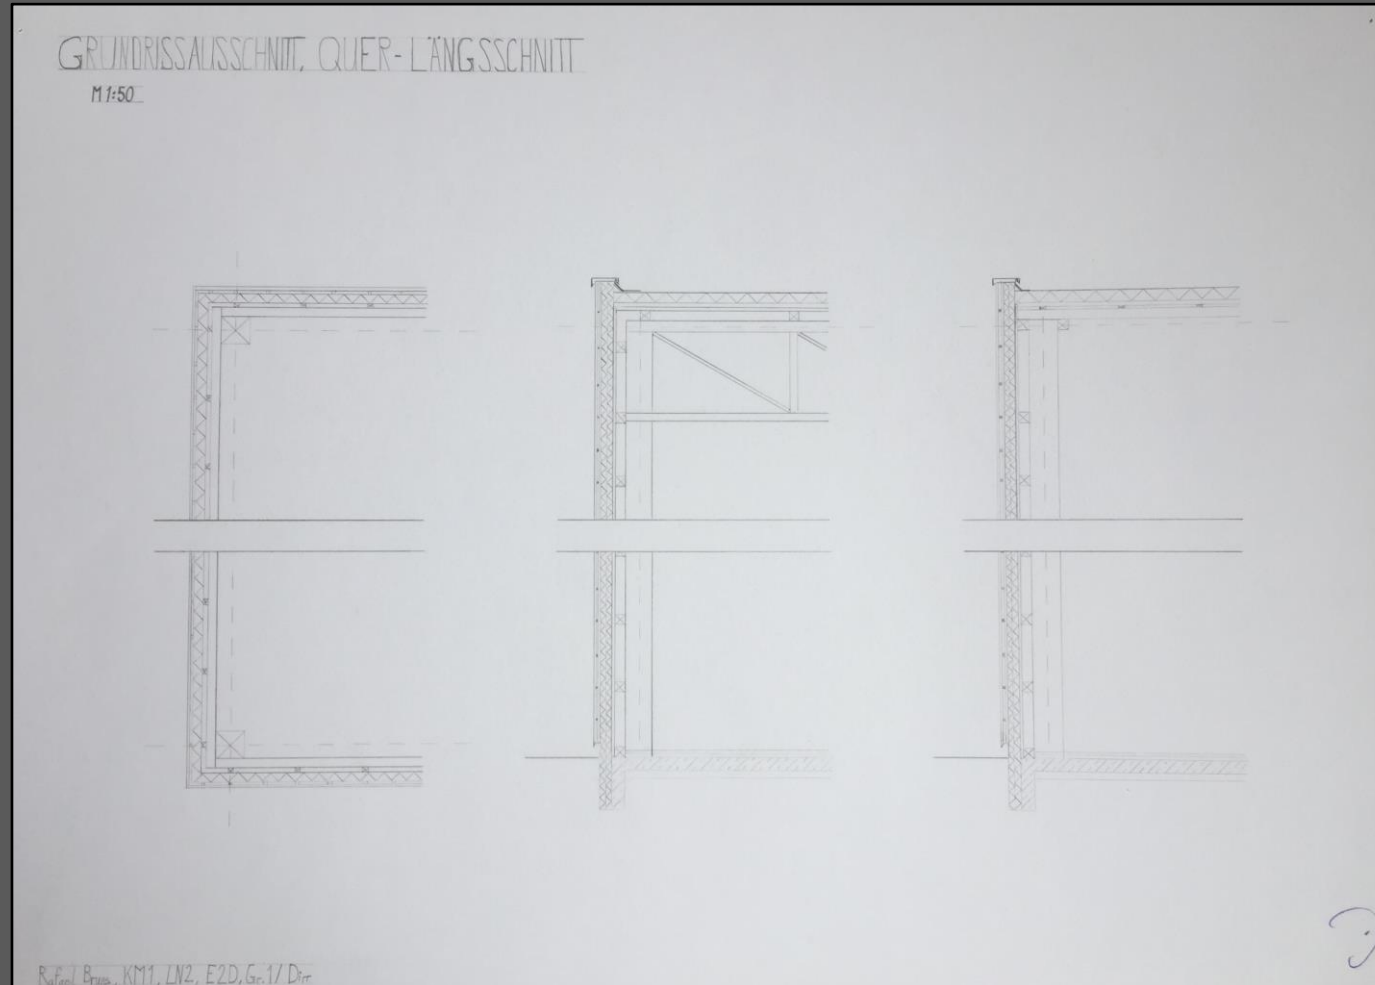 GRUNDRISSAUSSCHNITT, QUER-LÄNGSSCHNITT
M 1:50
KM1, LN2, E2D, Gr.1/